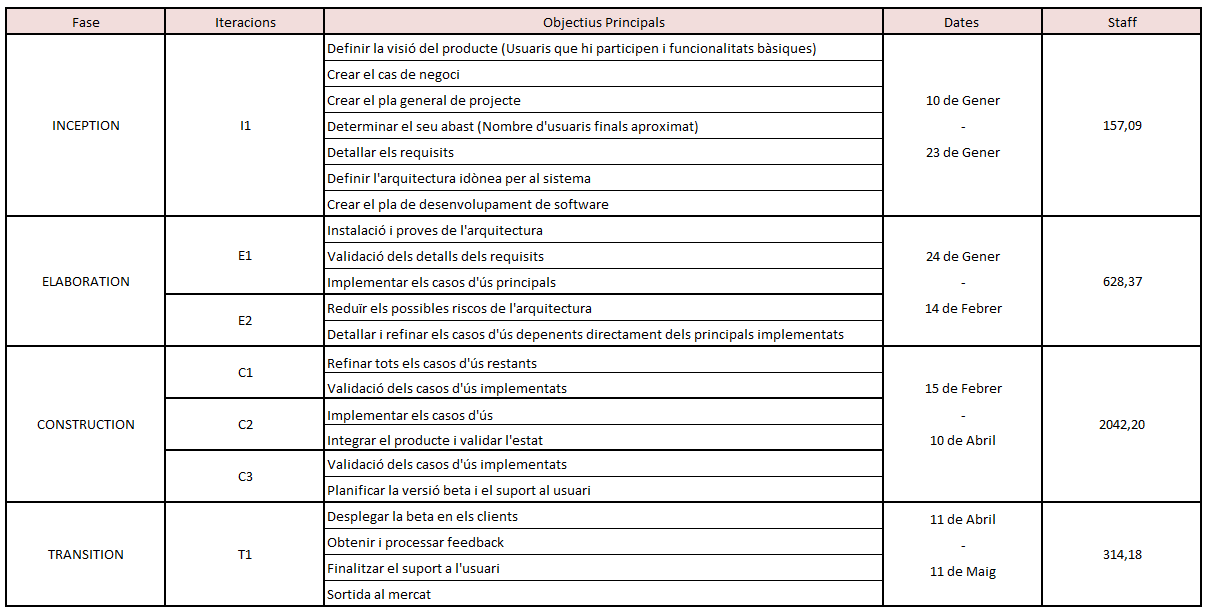 Fase Iteracions Objectius Principals Dates Staff
INCEPTION
I1
Definir la visió del producte (Usuaris que hi participen i funcionalitats bàsiques)
Crear el cas de negoci
Crear el pla general de projecte
Determinar el seu abast (Nombre d'usuaris finals aproximat)
Detallar els requisits
Definir l'arquitectura idònea per al sistema
Crear el pla de desenvolupament de software
10 de Gener
-
23 de Gener
157,09
ELABORATION
E1
Instalació i proves de l'arquitectura
Validació dels detalls dels requisits
Implementar els casos d'ús principals
E2
Reduïr els possibles riscos de l'arquitectura
Detallar i refinar els casos d'ús depenents directament dels principals implementats
24 de Gener
-
14 de Febrer
628,37
CONSTRUCTION
C1
Refinar tots els casos d'ús restants
Validació dels casos d'ús implementats
C2
Implementar els casos d'ús
Integrar el producte i validar l'estat
C3
Validació dels casos d'ús implementats
Planificar la versió beta i el suport al usuari
15 de Febrer
-
10 de Abril
2042,20
TRANSITION
T1
Desplegar la beta en els clients
Obtenir i processar feedback
Finalitzar el suport a l'usuari
Sortida al mercat
11 de Abril
-
11 de Maig
314,18